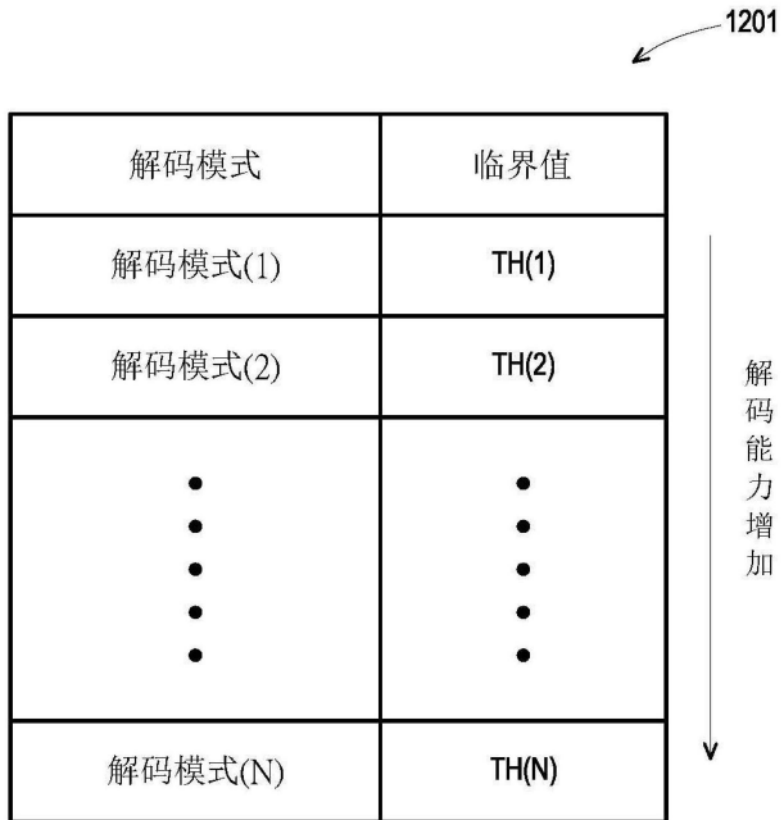 1201
解码模式 临界值
解码模式(1) TH(1)
解码模式(2) TH(2)
解码模式(N) TH(N)
解码能力增加